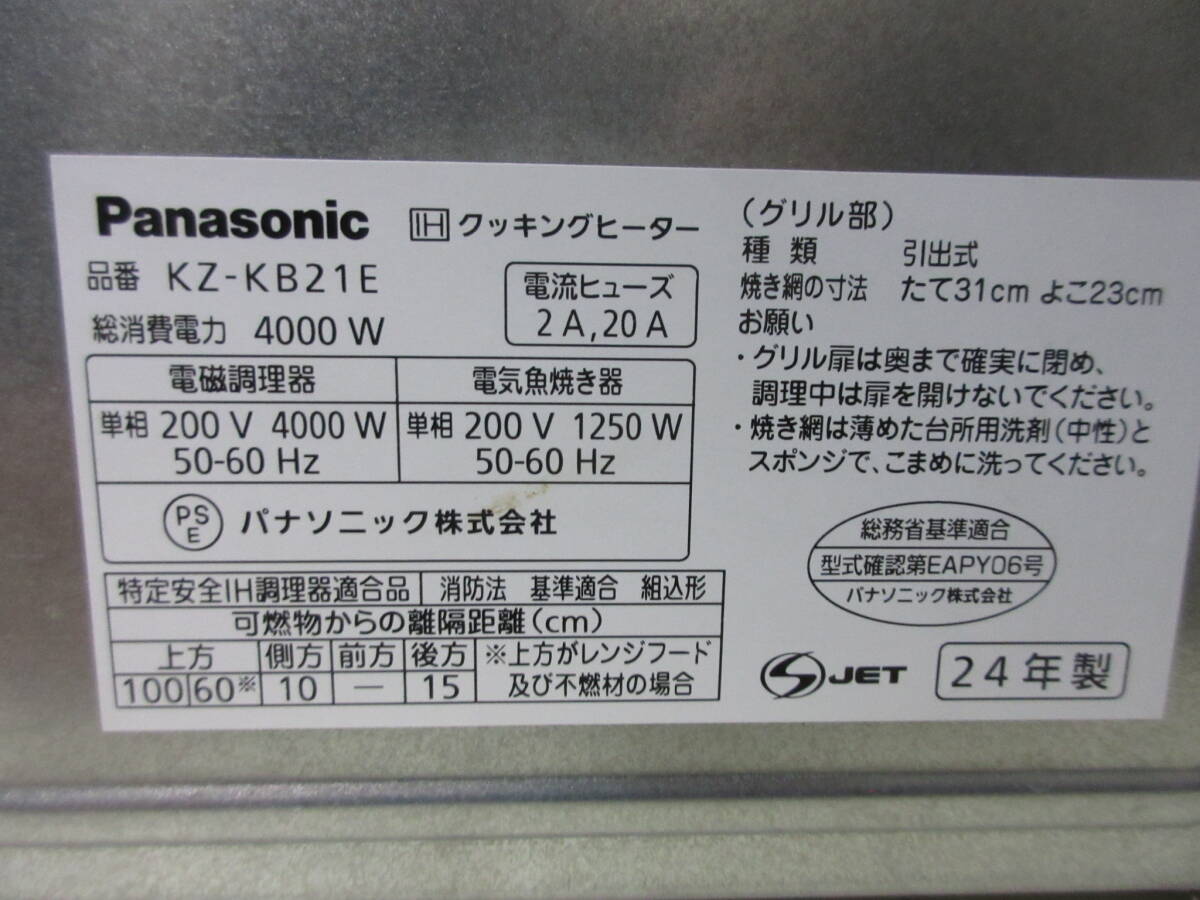 Panasonic IH クッキングヒーター
品番 KZ-KB21E
総消費電力 4000 W
電流ヒューズ
2 A, 20 A
電磁調理器 電気魚焼き器
単相 200 V 4000 W 単相 200 V 1250 W
50-60 Hz 50-60 Hz
PS
E パナソニック株式会社
特定安全IH調理器適合品 消防法 基準適合 組込形
可燃物からの離隔距離(cm)
上方 側方 前方 後方 ※上方がレンジフード
100 60※ 10 — 15 及び不燃材の場合
(グリル部)
種類 引出式
焼き網の寸法 たて31cm よこ23cm
お願い
・グリル扉は奥まで確実に閉め、
調理中は扉を開けないでください。
・焼き網は薄めた台所用洗剤(中性)と
スポンジで、こまめに洗ってください。
総務省基準適合
型式確認第EAPY06号
パナソニック株式会社
JET 24年製